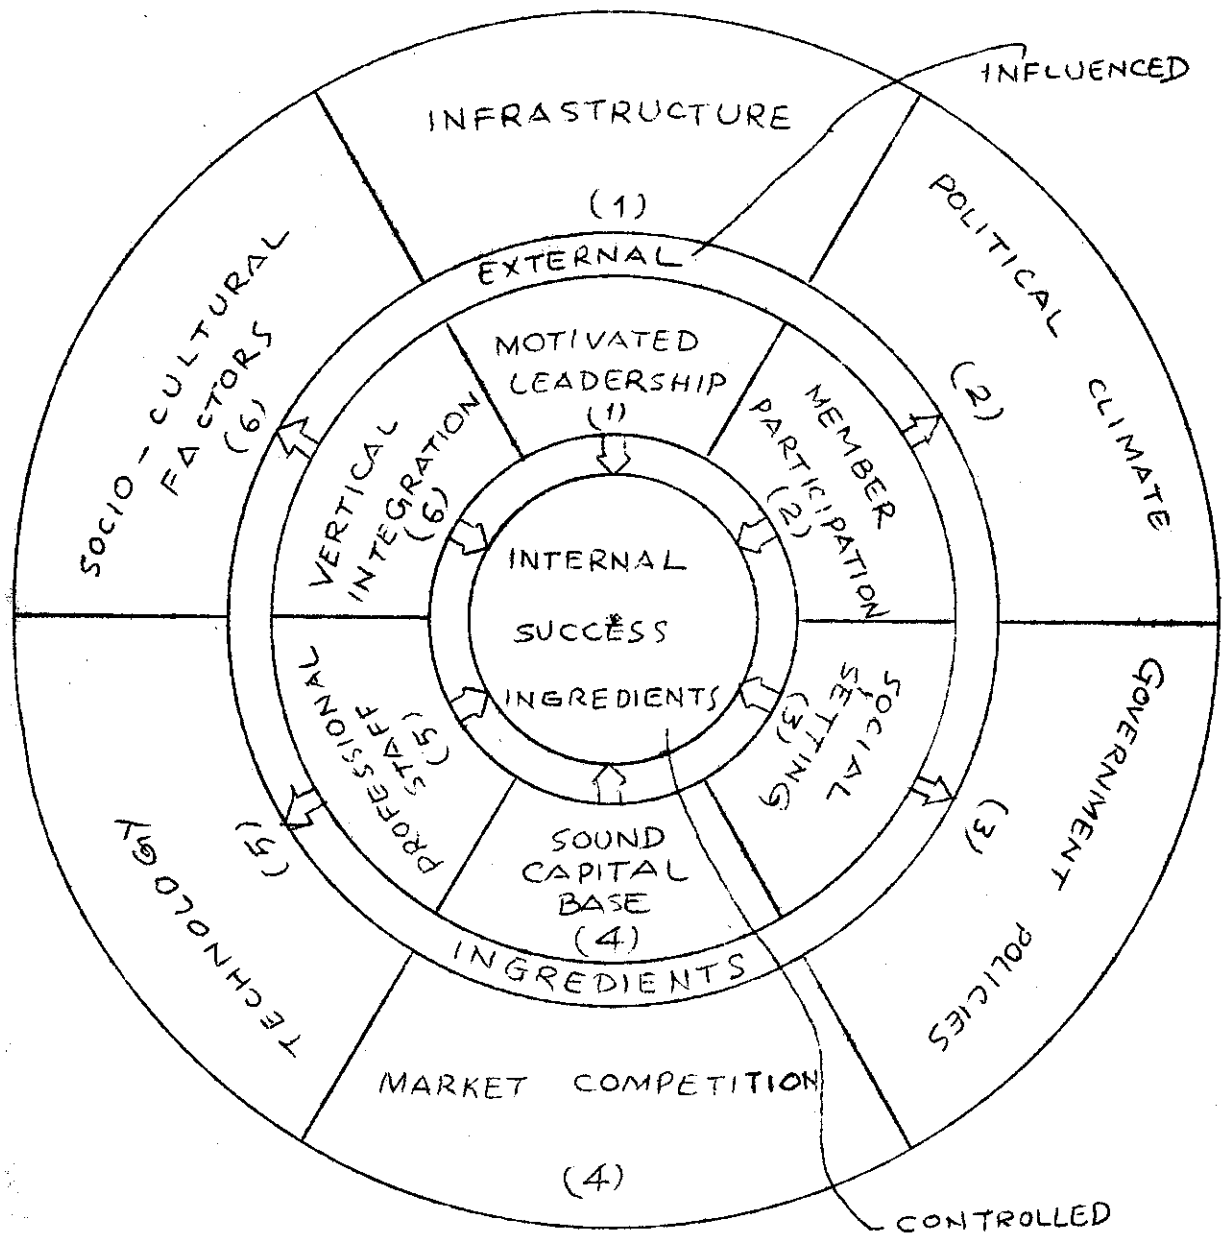 INFLUENCED
INFRASTRUCTURE
(1)
EXTERNAL
POLITICAL CLIMATE
(2)
GOVERNMENT POLICIES
(3)
MARKET COMPETITION
(4)
TECHNOLOGY
(5)
SOCIO-CULTURAL
FACTORS
(6)
MOTIVATED
LEADERSHIP
(1)
MEMBER
PARTICIPATION
(2)
SOCIAL
SETTING
(3)
SOUND
CAPITAL
BASE
(4)
PROFESSIONAL
STAFF
(5)
VERTICAL
INTEGRATION
(6)
INTERNAL
SUCCESS
INGREDIENTS
INGREDIENTS
CONTROLLED